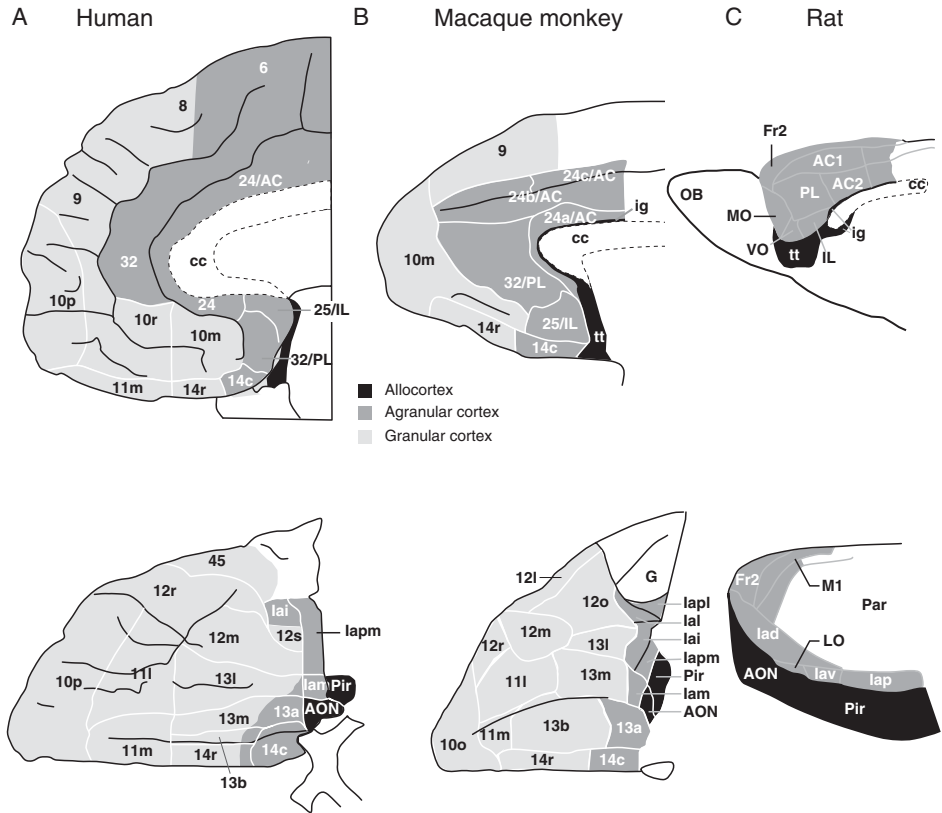 A Human
B Macaque monkey
C Rat
6
8
9
24/AC
32
cc
24
25/IL
10p
10r
10m
32/PL
11m
14r
14c
9
24c/AC
24b/AC
24a/AC
ig
cc
10m
32/PL
25/IL
14r
14c
tt
Fr2
AC1
OB
PL
AC2
cc
MO
VO
tt
IL
ig
Allocortex
Agranular cortex
Granular cortex
45
12r
Iai
12m
12s
Iapm
10p
11l
13l
Iam
Pir
AON
13a
13m
11m
14r
14c
13b
12l
G
12o
Iapl
Ial
12m
Iai
12r
13l
Iapm
11l
13m
Pir
Iam
AON
10o
11m
13b
13a
14r
14c
Fr2
M1
Par
Iad
LO
AON
Iav
Iap
Pir